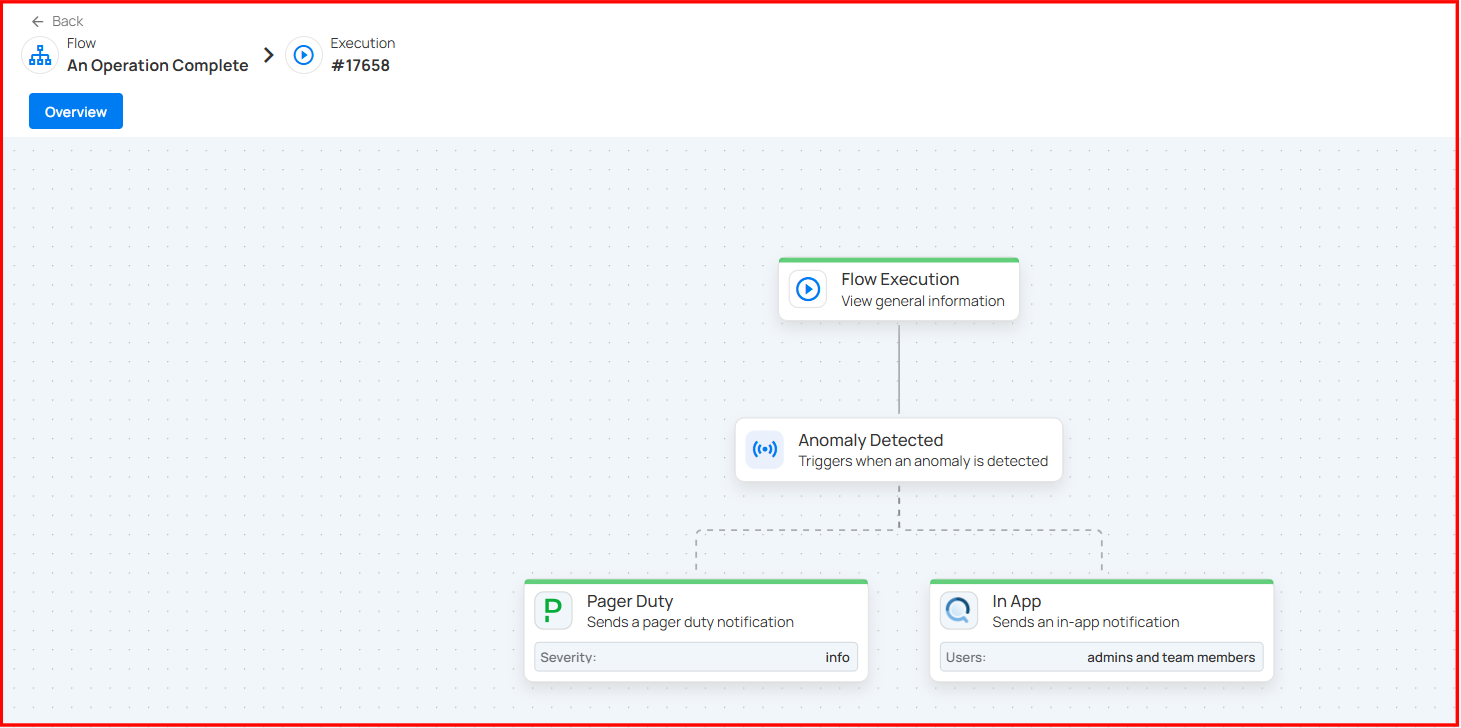 Back
Flow
An Operation Complete
Execution
#17658
Overview
Flow Execution
View general information
Anomaly Detected
Triggers when an anomaly is detected
Pager Duty
Sends a pager duty notification
Severity: info
In App
Sends an in-app notification
Users: admins and team members